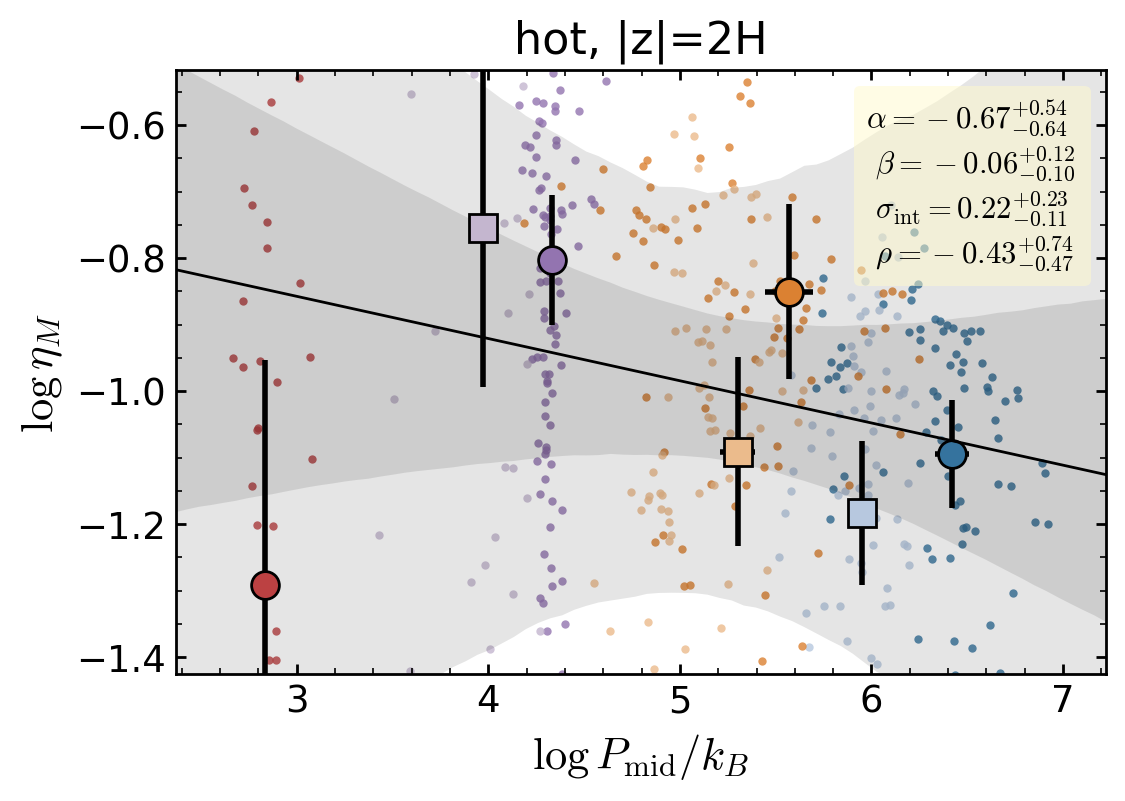 hot, |z|=2H
α = −0.67+0.54−0.64
β = −0.06+0.12−0.10
σint = 0.22+0.23−0.11
ρ = −0.43+0.74−0.47
log ηM
−0.6
−0.8
−1.0
−1.2
−1.4
3 4 5 6 7
log Pmid/kB